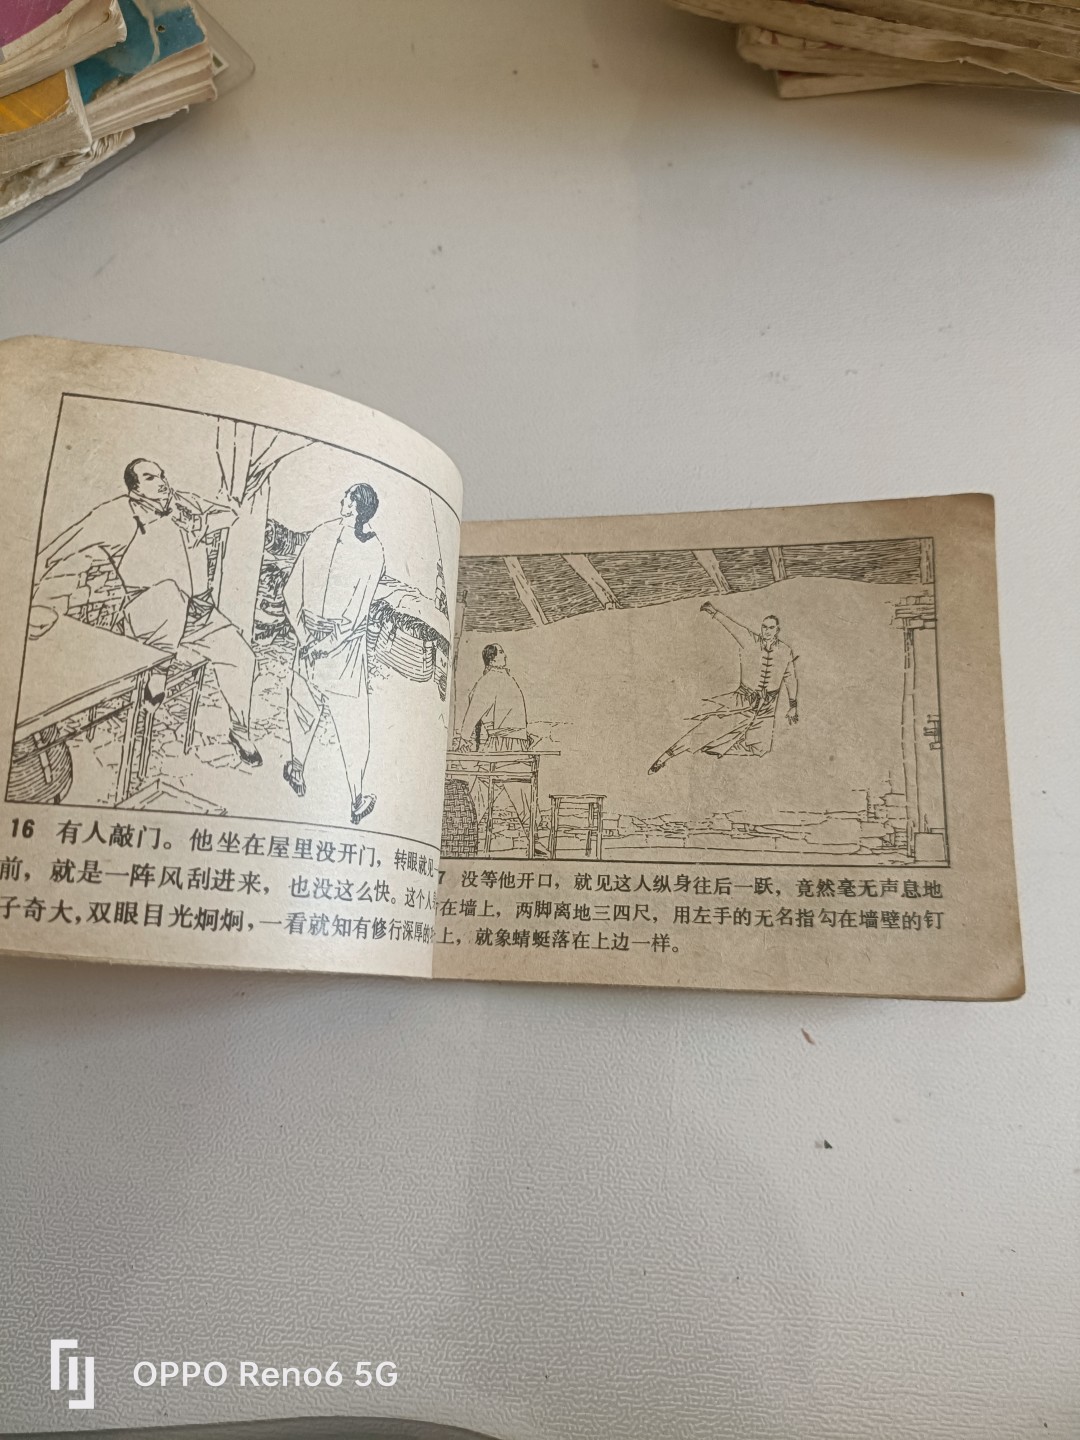 16 有人敲门。他坐在屋里没开门，转眼就见
前，就是一阵风刮进来，也没这么快。这个人
子奇大，双眼目光炯炯，一看就知有修行深厚的
7 没等他开口，就见这人纵身往后一跃，竟然毫无声息地
在墙上，两脚离地三四尺，用左手的无名指勾在墙壁的钉
上，就象蜻蜓落在上边一样。
OPPO Reno6 5G